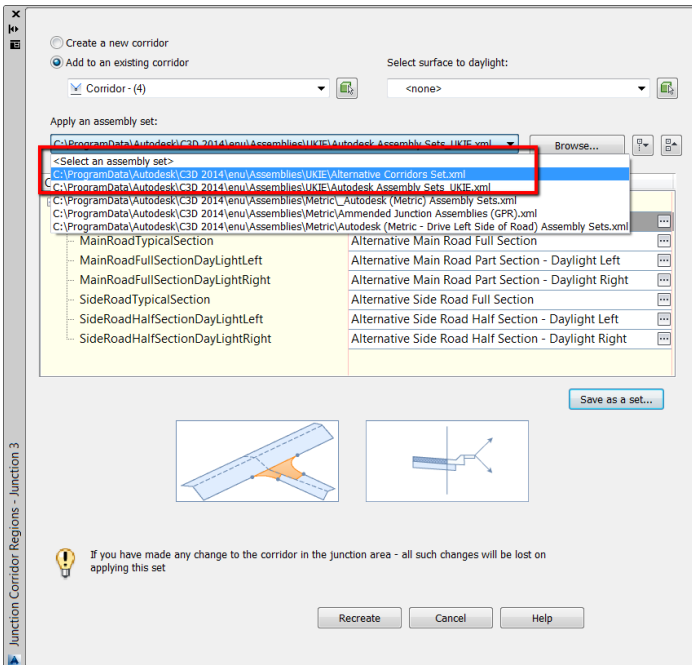 Create a new corridor
Add to an existing corridor
Select surface to daylight:
Corridor - (4)
<none>
Apply an assembly set:
C:\ProgramData\Autodesk\C3D 2014\enu\Assemblies\UKIE\Autodesk Assembly Sets_UKIE.xml
Browse...
<Select an assembly set>
C:\ProgramData\Autodesk\C3D 2014\enu\Assemblies\UKIE\Alternative Corridors Set.xml
C:\ProgramData\Autodesk\C3D 2014\enu\Assemblies\UKIE\Autodesk Assembly Sets_UKIE.xml
C:\ProgramData\Autodesk\C3D 2014\enu\Assemblies\Metric\_Autodesk (Metric) Assembly Sets.xml
C:\ProgramData\Autodesk\C3D 2014\enu\Assemblies\Metric\Ammended Junction Assemblies (GPR).xml
C:\ProgramData\Autodesk\C3D 2014\enu\Assemblies\Metric\Autodesk (Metric - Drive Left Side of Road) Assembly Sets.xml
MainRoadTypicalSection Alternative Main Road Full Section
MainRoadFullSectionDayLightLeft Alternative Main Road Part Section - Daylight Left
MainRoadFullSectionDayLightRight Alternative Main Road Part Section - Daylight Right
SideRoadTypicalSection Alternative Side Road Full Section
SideRoadHalfSectionDayLightLeft Alternative Side Road Half Section - Daylight Left
SideRoadHalfSectionDayLightRight Alternative Side Road Half Section - Daylight Right
Save as a set...
If you have made any change to the corridor in the junction area - all such changes will be lost on
applying this set
Recreate
Cancel
Help
Junction Corridor Regions - Junction 3